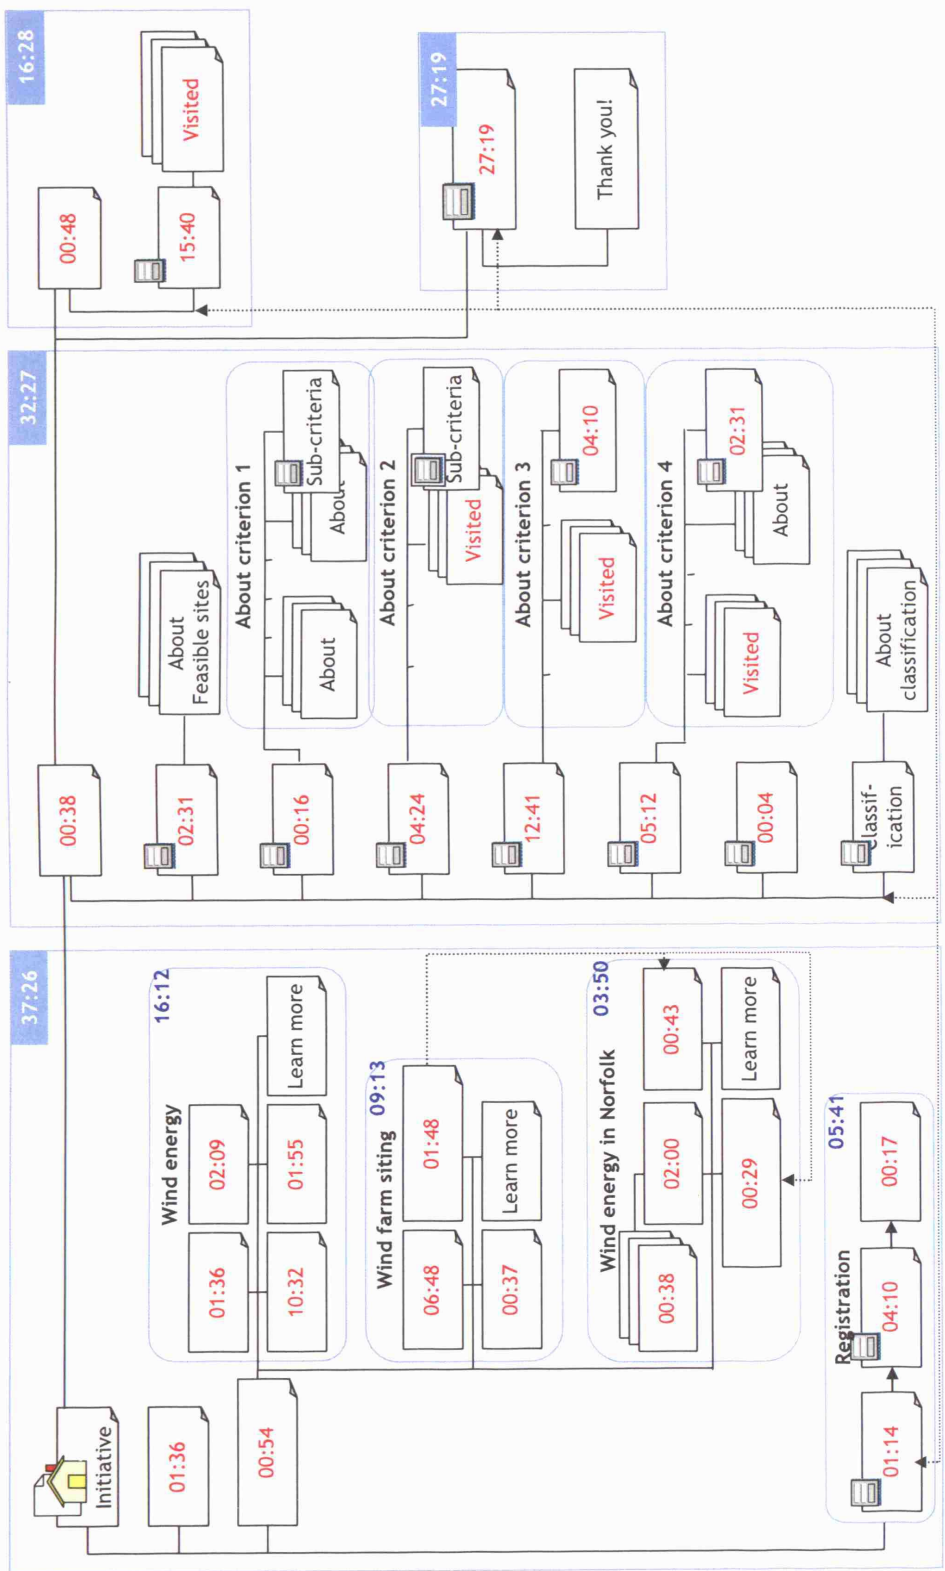 37:26
Initiative
01:36
00:54
Wind energy
16:12
01:36
02:09
10:32
01:55
Learn more
Wind farm siting
09:13
06:48
01:48
00:37
Learn more
Wind energy in Norfolk
03:50
00:38
02:00
00:43
00:29
Learn more
Registration
05:41
01:14
04:10
00:17
32:27
00:38
02:31
About
Feasible sites
00:16
About criterion 1
About
About
Sub-criteria
04:24
About criterion 2
Visited
Sub-criteria
12:41
About criterion 3
Visited
04:10
05:12
About criterion 4
Visited
About
02:31
00:04
Classif-
ication
About
classification
16:28
00:48
15:40
Visited
27:19
27:19
Thank you!